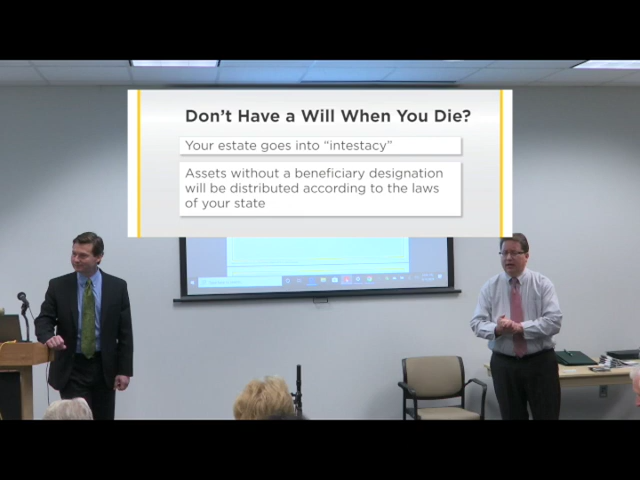 Don't Have a Will When You Die?
Your estate goes into “intestacy”
Assets without a beneficiary designation
will be distributed according to the laws
of your state